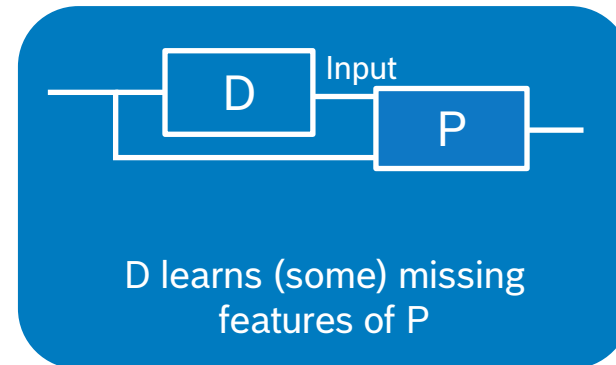 Input
D
P
D learns (some) missing
features of P